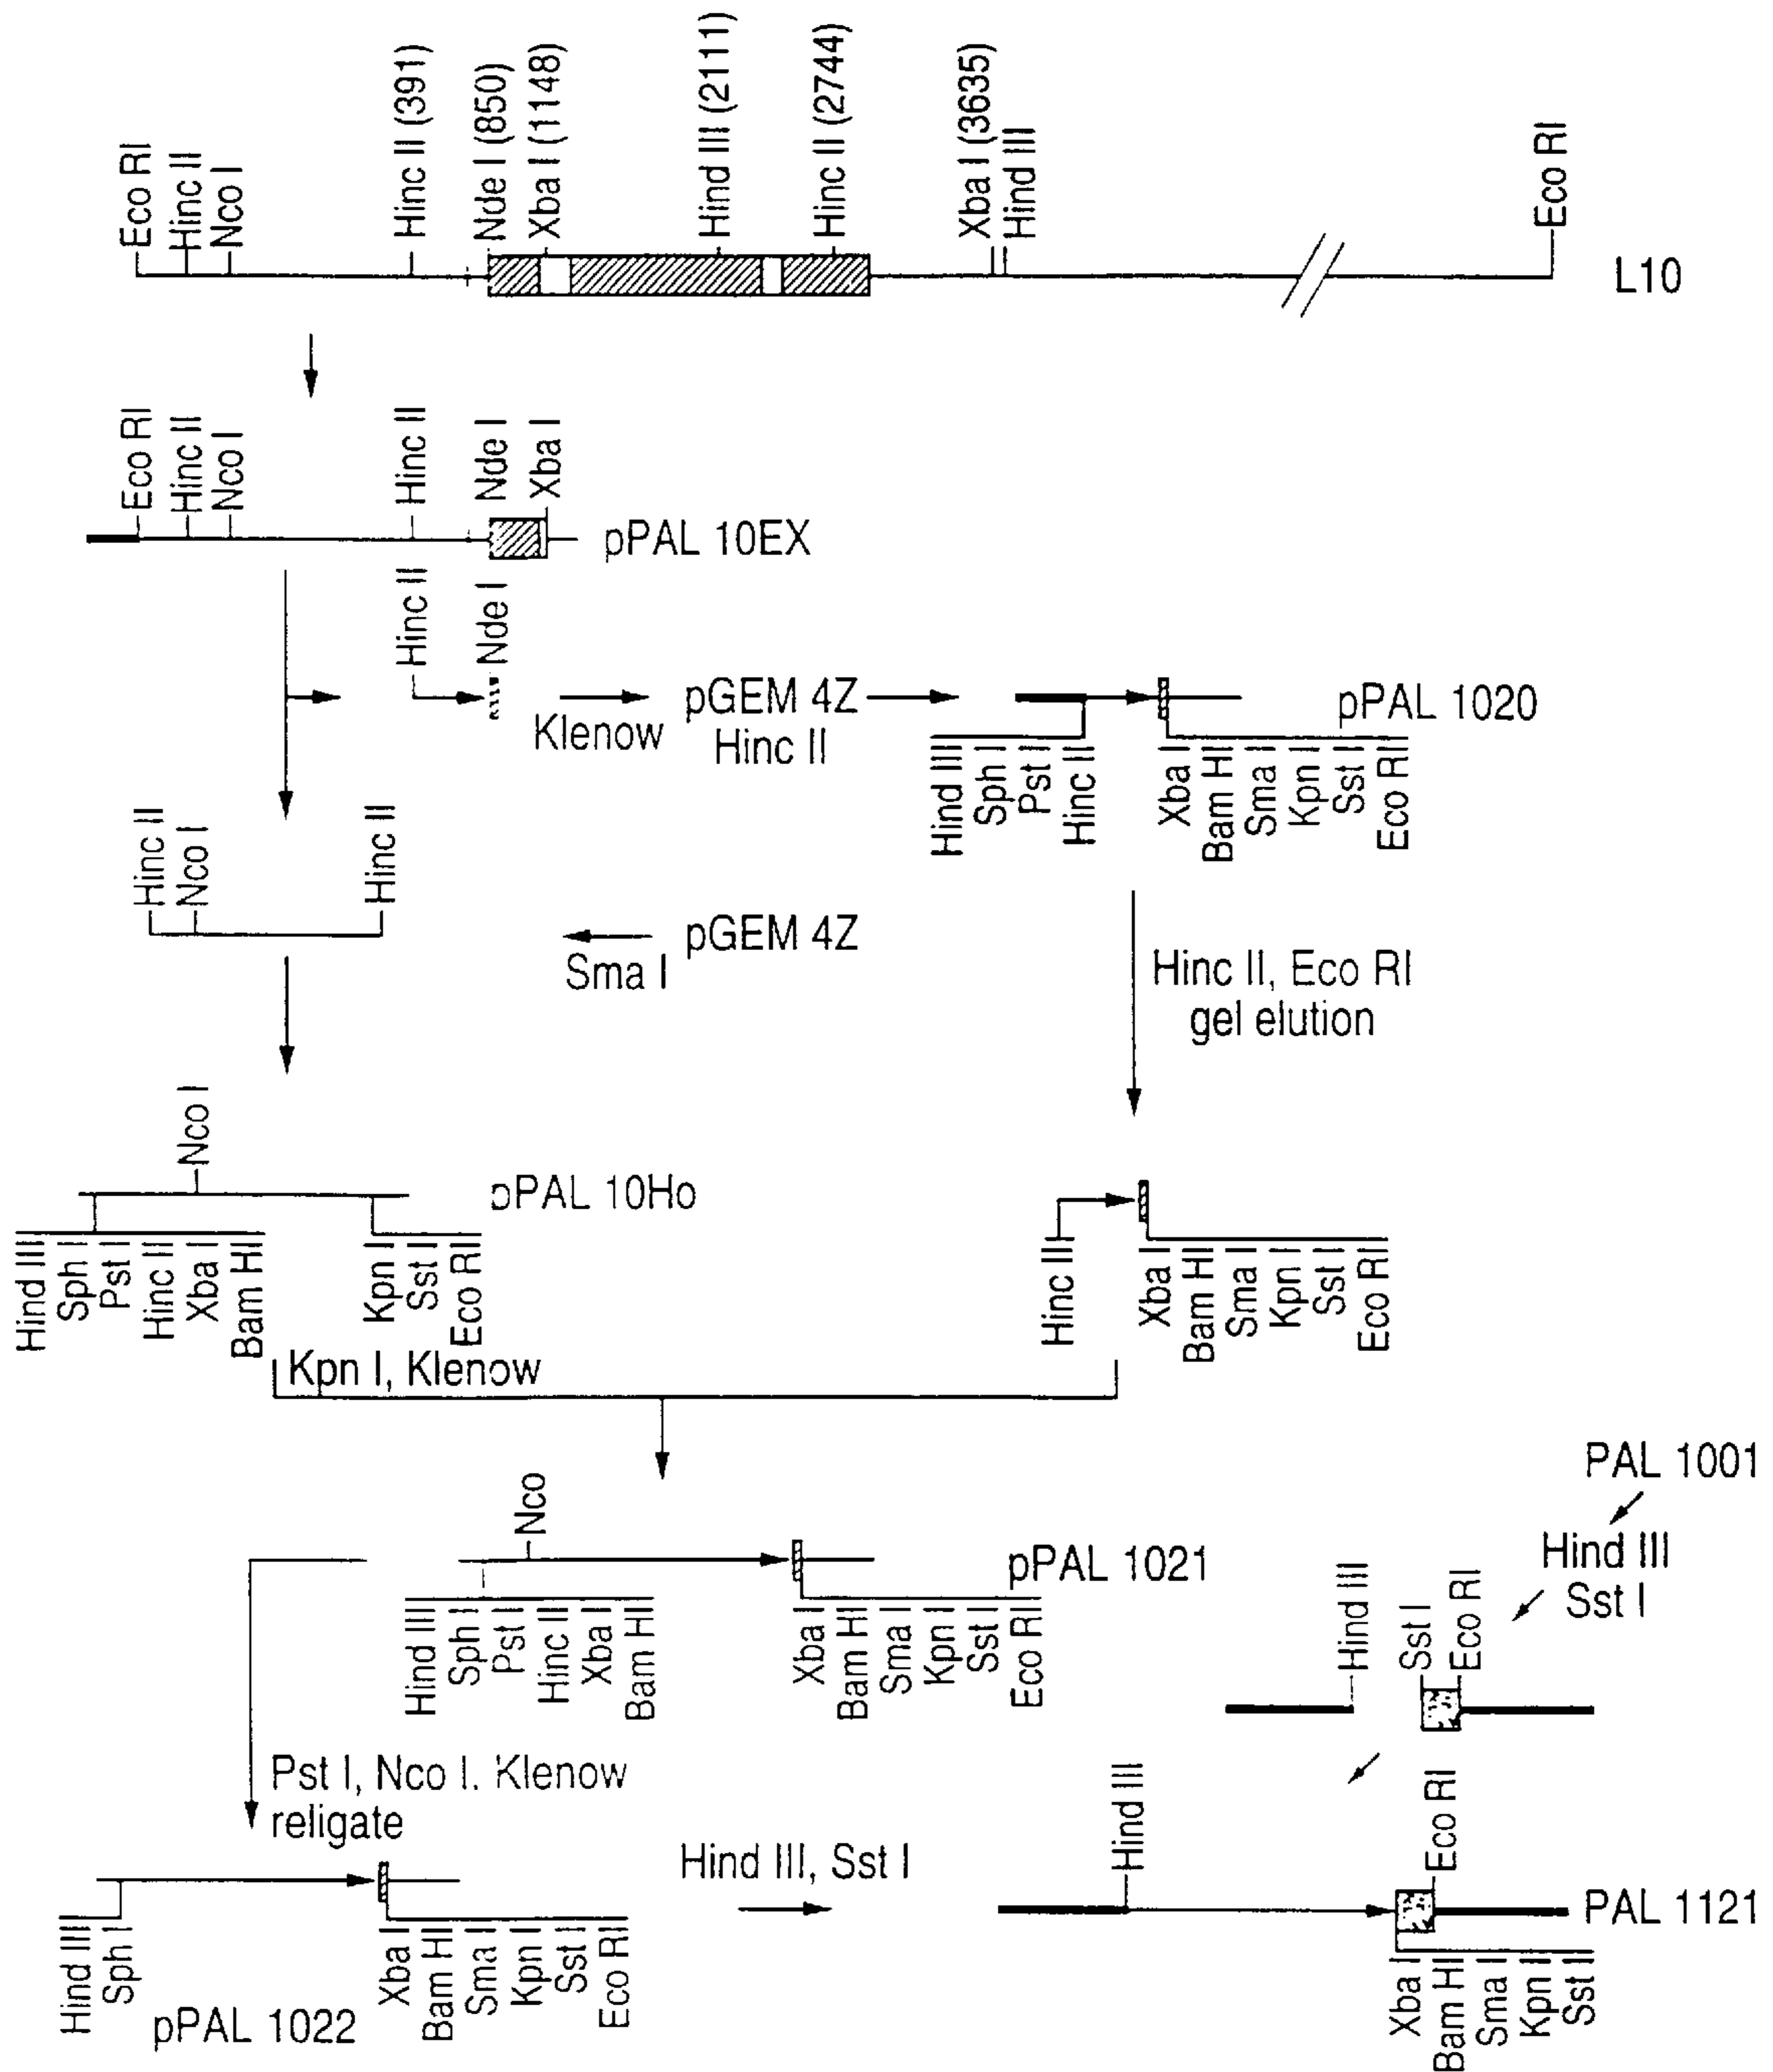 Eco RI
Hinc II
Nco I
Hinc II (391)
Nde I (850)
Xba I (1148)
Hind III (2111)
Hinc II (2744)
Xba I (3635)
Hind III
Eco RI
L10
Eco RI
Hinc II
Nco I
Hinc II
Nde I
Xba I
pPAL 10EX
Hinc II
Nde I
Klenow
pGEM 4Z
Hinc II
pPAL 1020
Hind III
Sph I
Pst I
Hinc II
Xba I
Bam HI
Sma I
Kpn I
Sst I
Eco RI
Hinc II
Nco I
Hinc II
pGEM 4Z
Sma I
Hinc II, Eco RI
gel elution
Nco I
pPAL 10Ho
Hind III
Sph I
Pst I
Hinc II
Xba I
Bam HI
Kpn I
Sst I
Eco RI
Hinc II
Xba I
Bam HI
Sma I
Kpn I
Sst I
Eco RI
Kpn I, Klenow
PAL 1001
Hind III
Sst I
Nco
pPAL 1021
Hind III
Sph I
Pst I
Hinc II
Xba I
Bam HI
Xba I
Bam HI
Sma I
Kpn I
Sst I
Eco RI
Hind III
Sst I
Eco RI
Pst I, Nco I. Klenow
religate
Hind III, Sst I
Hind III
Eco RI
PAL 1121
Hind III
Sph I
pPAL 1022
Xba I
Bam HI
Sma I
Kpn I
Sst I
Eco RI
Xba I
Bam HI
Sma I
Kpn I
Sst I